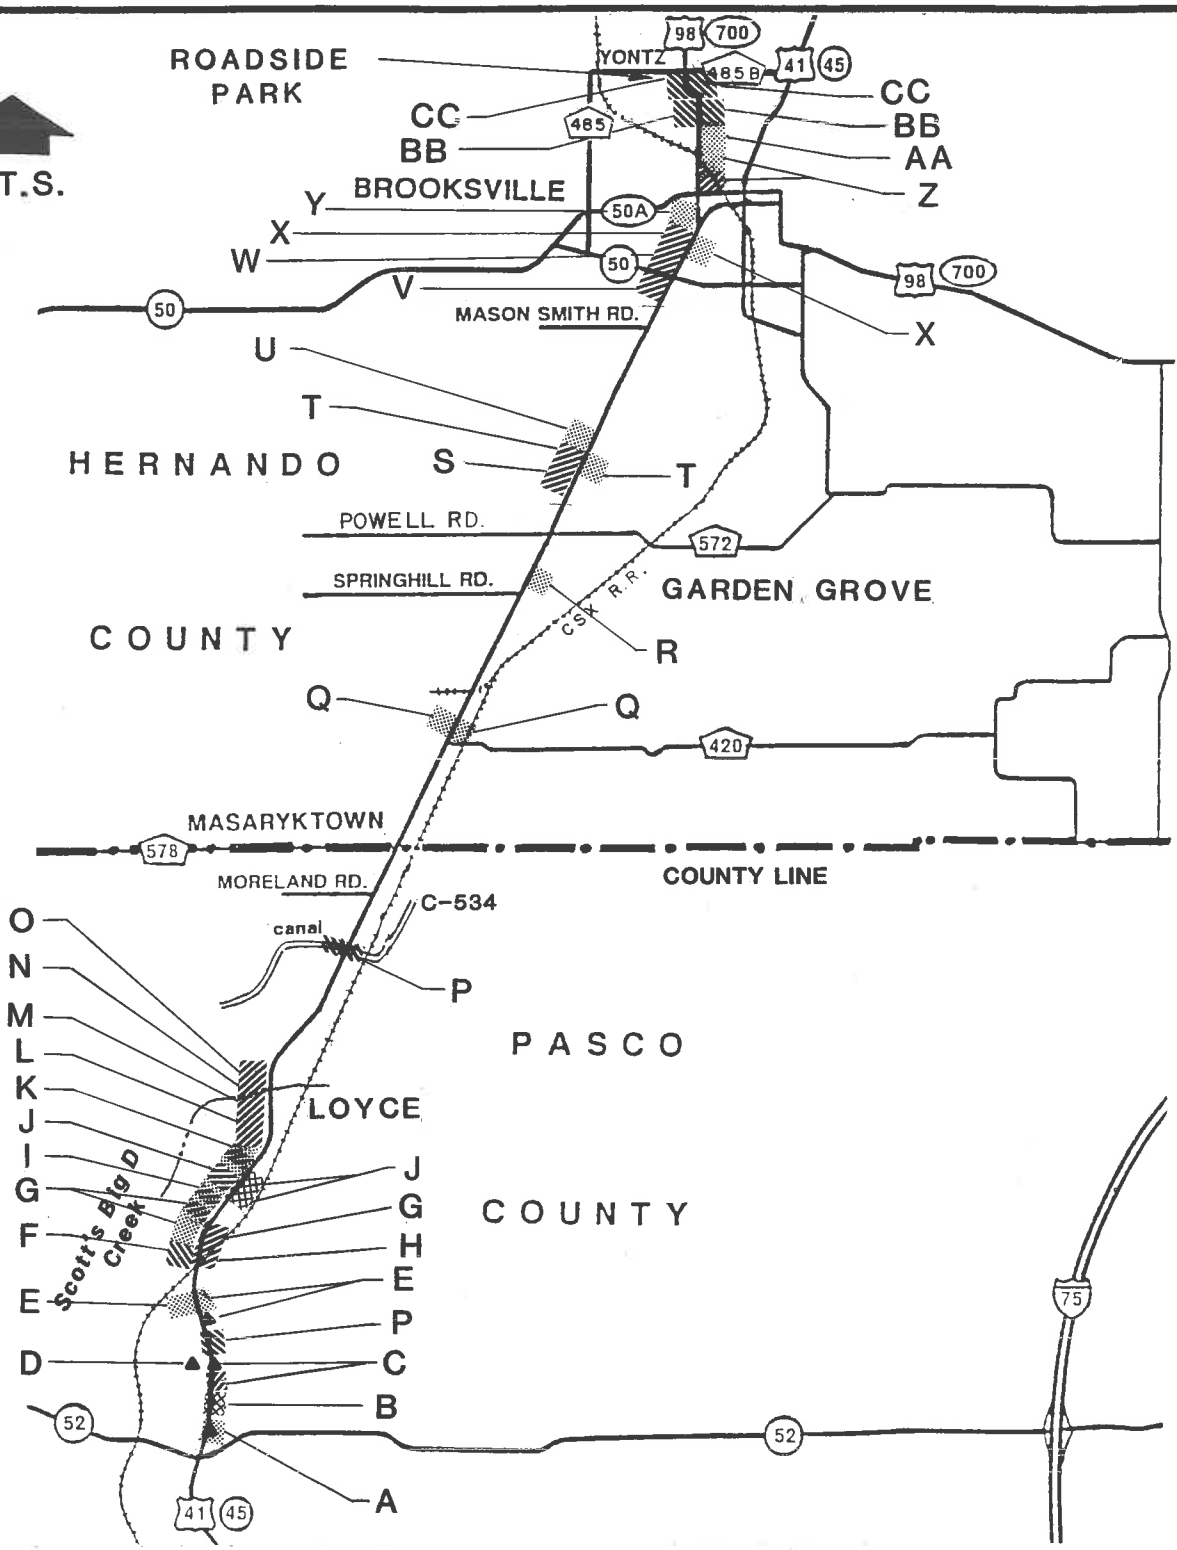 98 700
ROADSIDE
PARK
YONTZ
485B
41 45
CC
CC
485
BB
BB
AA
T.S.
BROOKSVILLE
Z
Y
50A
X
W
50
98 700
V
50
MASON SMITH RD.
X
U
T
HERNANDO
S
T
POWELL RD.
572
SPRINGHILL RD.
CSX R.R.
GARDEN GROVE
COUNTY
R
Q
Q
420
MASARYKTOWN
578
COUNTY LINE
MORELAND RD.
C-534
O
canal
N
P
M
PASCO
L
K
LOYCE
J
I
J
G
Scott's Big D
Creek
G
COUNTY
F
H
E
E
75
P
D
C
B
52
52
A
41 45